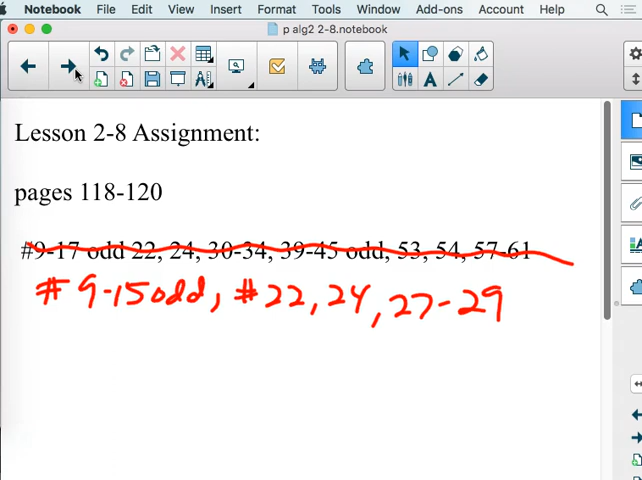 Notebook File Edit View Insert Format Tools Window Add-ons Account Help
p alg2 2-8.notebook
Lesson 2-8 Assignment:
pages 118-120
#9-17 odd 22, 24, 30-34, 39-45 odd, 53, 54, 57-61
# 9-15 odd, # 22, 24, 27-29